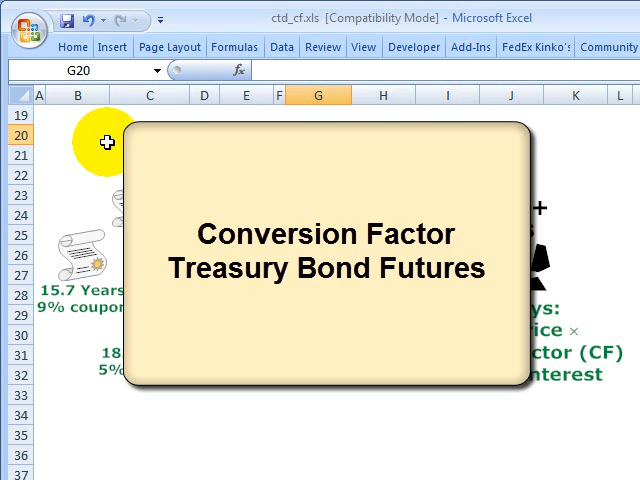 ctd_cf.xls [Compatibility Mode] - Microsoft Excel
Home Insert Page Layout Formulas Data Review View Developer Add-Ins FedEx Kinko's Community
G20 fx
A B C D E F G H I J K L
19
20
21
22
23
24
25
26
27
28
29
30
31
32
33
34
35
36
37
Conversion Factor
Treasury Bond Futures
+
s
15.7 Years
9% coupon
18.
5%
ys:
ice ×
ctor (CF)
nterest